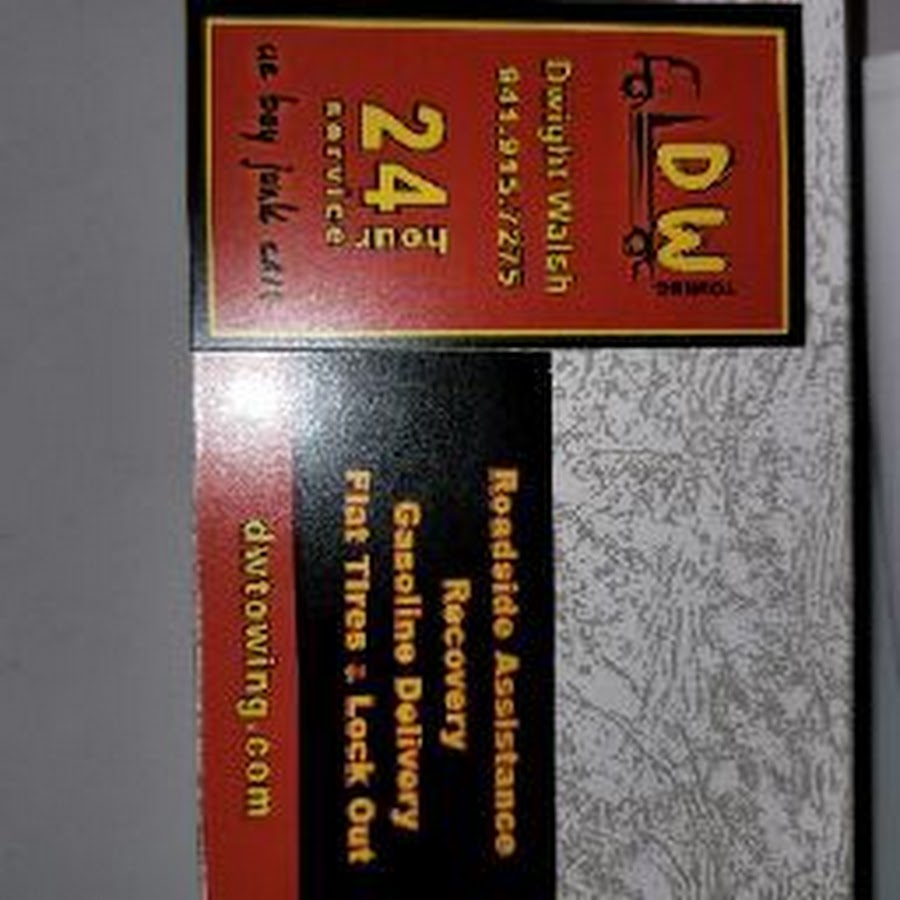 DW
TOWING
Dwight Walsh
941.915.7275
24 hour
service
we buy junk cars
Roadside Assistance
Recovery
Gasoline Delivery
Flat Tires & Lock Out
dwtowing.com